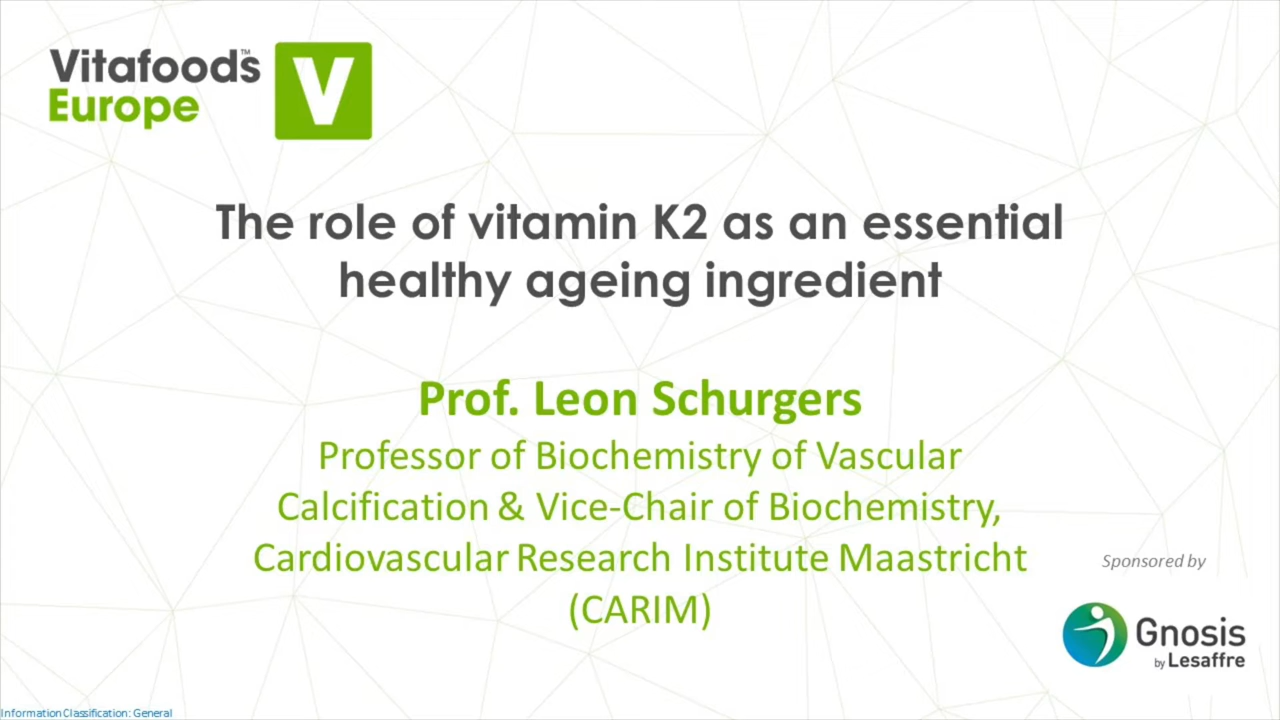 Vitafoods™
Europe
V
The role of vitamin K2 as an essential
healthy ageing ingredient
Prof. Leon Schurgers
Professor of Biochemistry of Vascular
Calcification & Vice-Chair of Biochemistry,
Cardiovascular Research Institute Maastricht
(CARIM)
Sponsored by
Gnosis
by Lesaffre
Information Classification: General